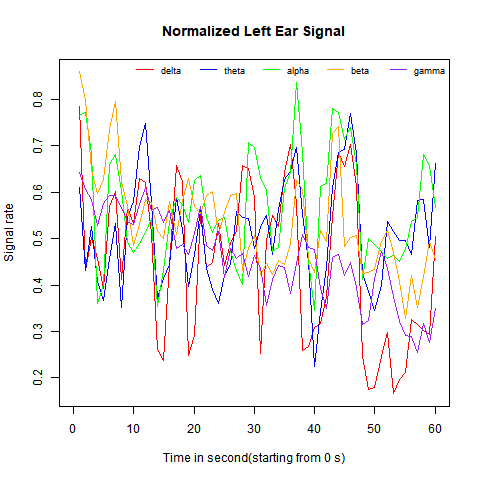 Normalized Left Ear Signal
delta theta alpha beta gamma
Signal rate
0.8
0.7
0.6
0.5
0.4
0.3
0.2
0 10 20 30 40 50 60
Time in second(starting from 0 s)